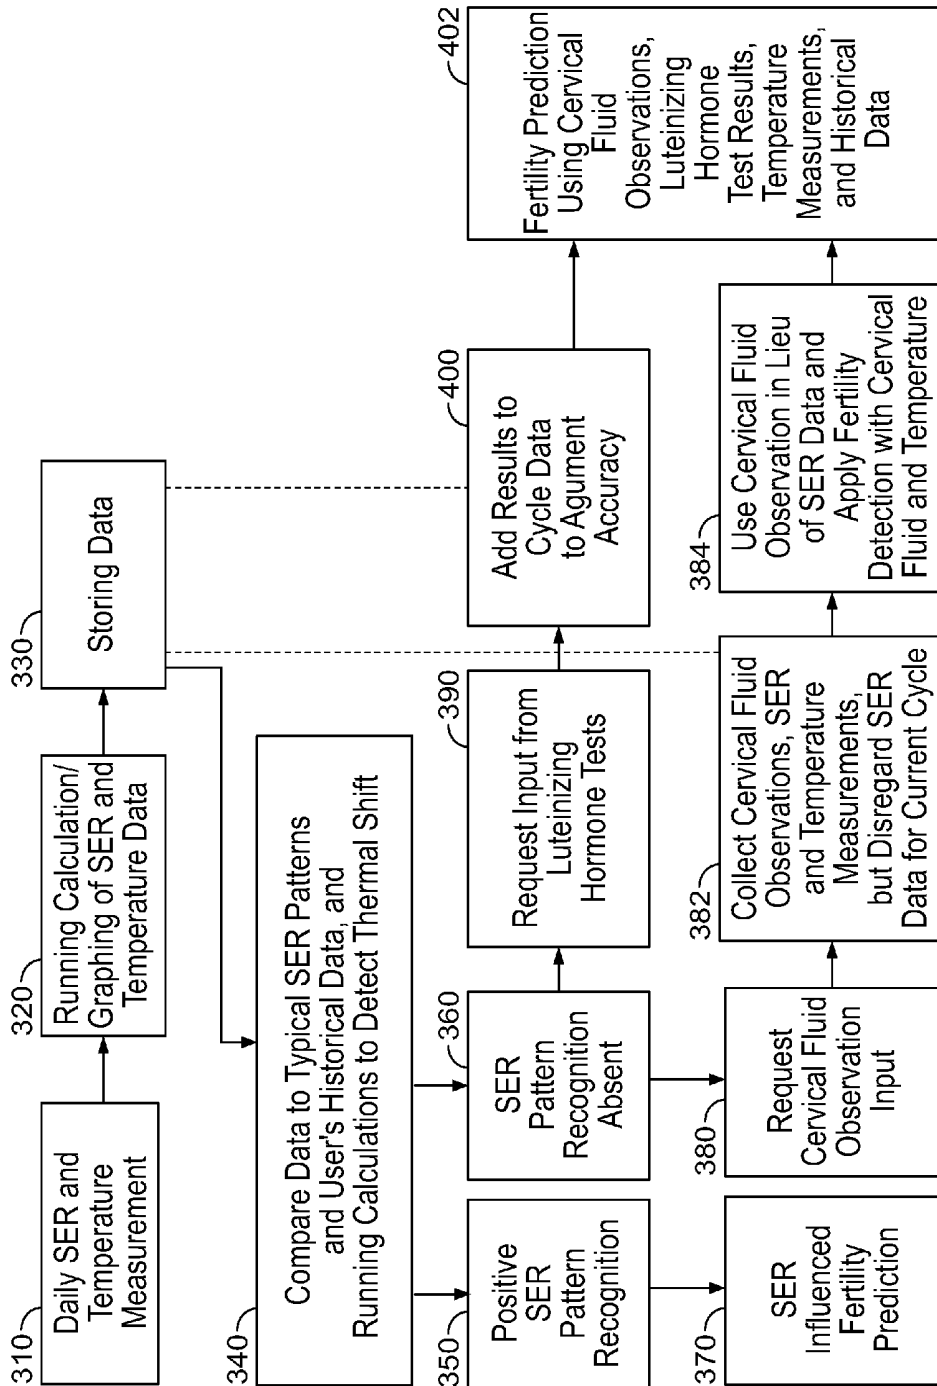 310
Daily SER and
Temperature
Measurement
320
Running Calculation/
Graphing of SER and
Temperature Data
330
Storing Data
340
Compare Data to Typical SER Patterns
and User's Historical Data, and
Running Calculations to Detect Thermal Shift
350
Positive
SER
Pattern
Recognition
360
SER
Pattern
Recognition
Absent
390
Request Input from
Luteinizing
Hormone Tests
400
Add Results to
Cycle Data
to Agument
Accuracy
402
Fertility Prediction
Using Cervical
Fluid
Observations,
Luteinizing
Hormone
Test Results,
Temperature
Measurements,
and Historical
Data
370
SER
Influenced
Fertility
Prediction
380
Request
Cervical Fluid
Observation
Input
382
Collect Cervical Fluid
Observations, SER
and Temperature
Measurements,
but Disregard SER
Data for Current Cycle
384
Use Cervical Fluid
Observation in Lieu
of SER Data and
Apply Fertility
Detection with Cervical
Fluid and Temperature